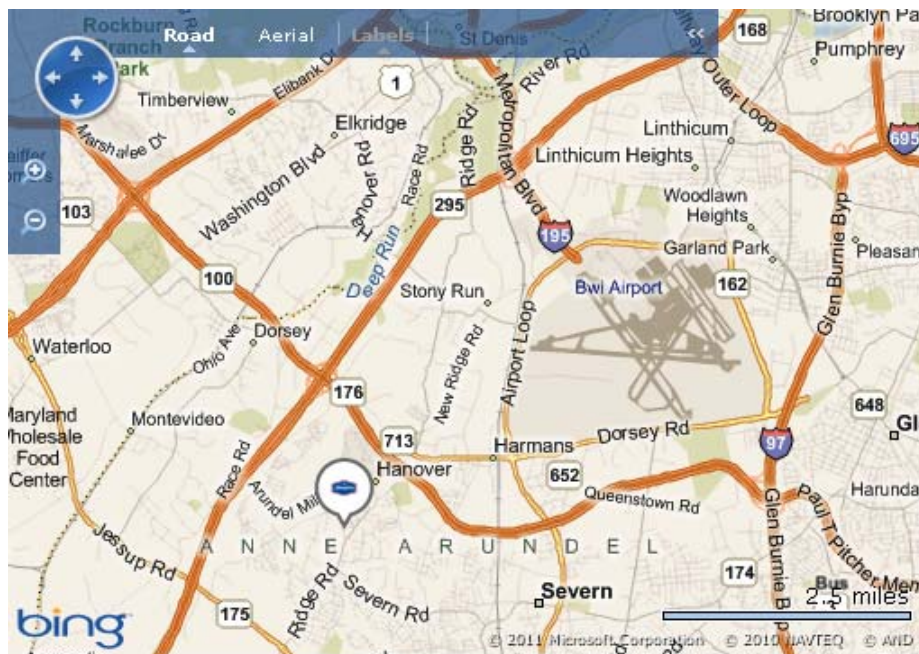 Rockburn
Branch
Park
Road
Aerial
Labels
«
St Denis
River Rd
168
Brooklyn Park
Pumphrey
Outer Loop
1
Elibank Dr
Timberview
Elkridge
Marshalee Dr
Washington Blvd
Hanover Rd
Race Rd
Ridge Rd
Metropolitan Blvd
Linthicum
Linthicum Heights
695
103
295
195
Woodlawn
Heights
Garland Park
Glen Burnie Byp
Pleasan
100
Deep Run
Stony Run
Bwi Airport
162
Ohio Ave
Dorsey
Waterloo
New Ridge Rd
Airport Loop
176
Maryland
Wholesale
Food
Center
Montevideo
713
Harmans
Dorsey Rd
648
Gl
97
Race Rd
Arundel Mil
Hanover
652
Queenstown Rd
Harunda
Paul T Pitcher Mem
Glen Burnie B
ANNE ARUNDEL
Jessup Rd
Ridge Rd
Severn Rd
175
Severn
174
Bus
2.5 miles
bing
© 2011 Microsoft Corporation © 2010 NAVTEQ © AND